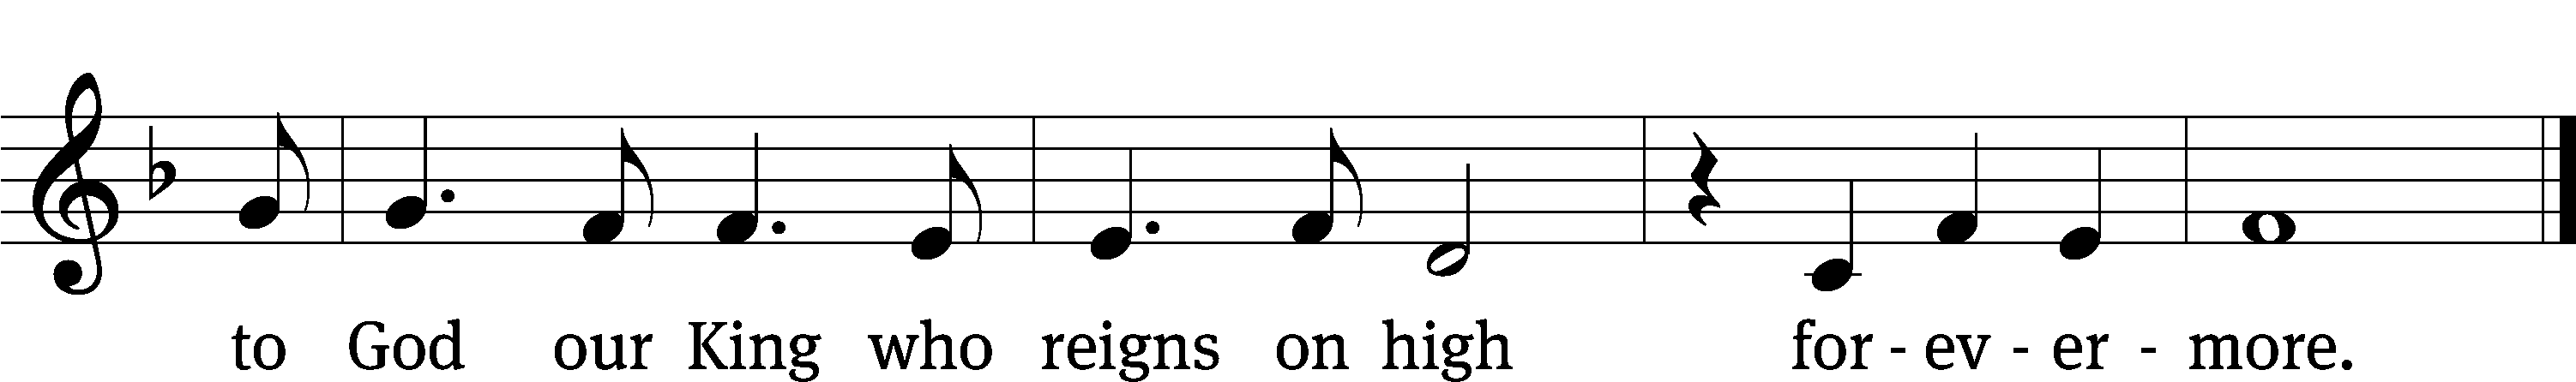 to God our King who reigns on high for - ev - er - more.